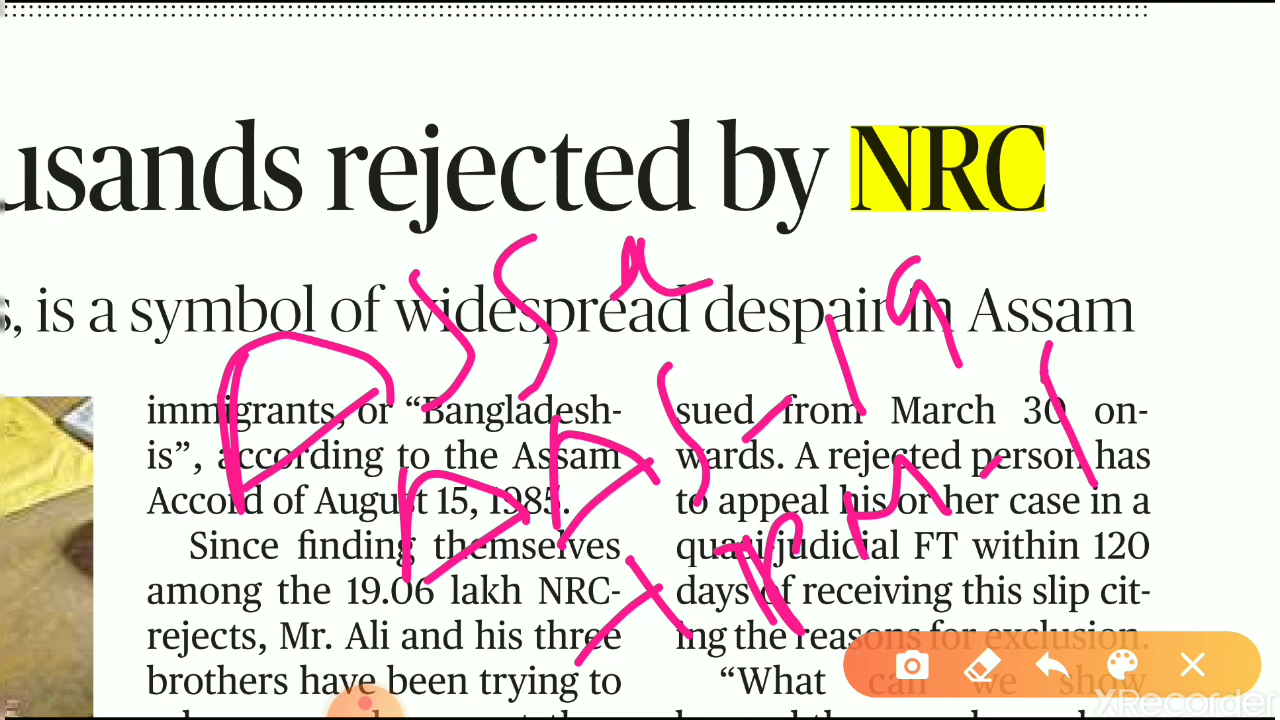 usands rejected by NRC
s, is a symbol of widespread despair in Assam
immigrants, or “Bangladesh-
is”, according to the Assam
Accord of August 15, 1985.
Since finding themselves
among the 19.06 lakh NRC-
rejects, Mr. Ali and his three
brothers have been trying to
sued from March 30 on-
wards. A rejected person has
to appeal his or her case in a
quasi-judicial FT within 120
days of receiving this slip cit-
ing the reasons for exclusion.
“What can we show
XRecorder